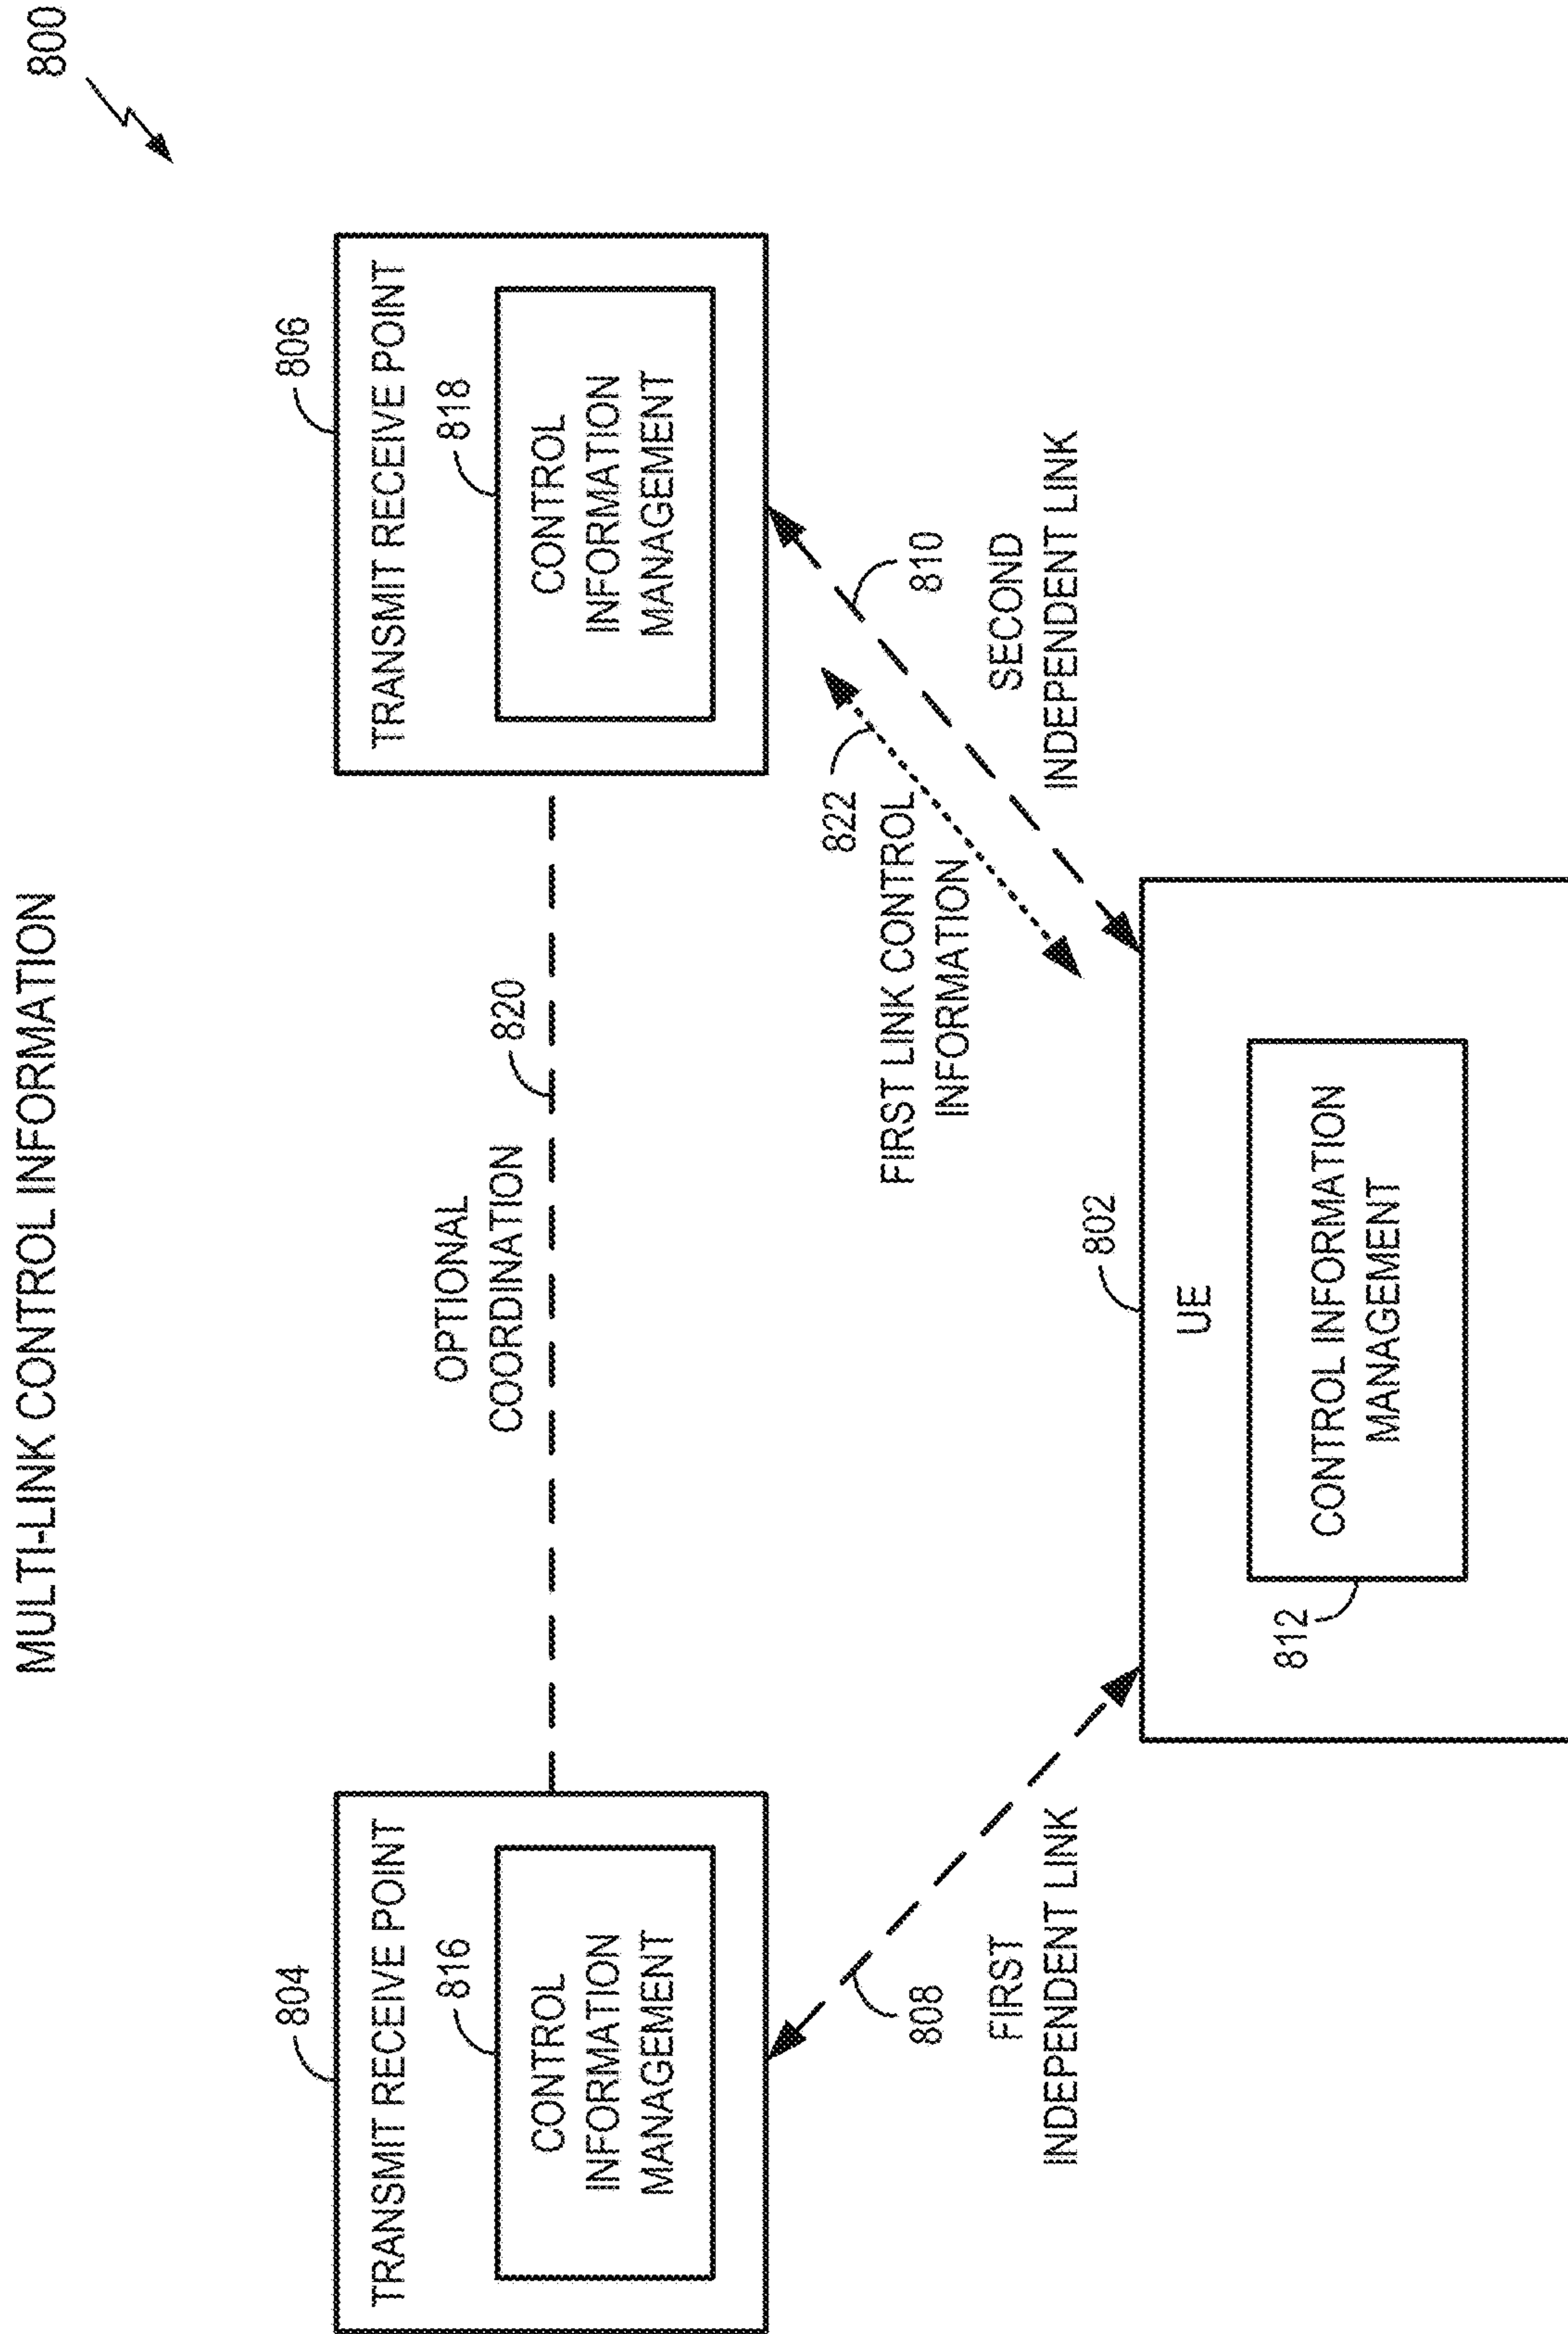 MULTI-LINK CONTROL INFORMATION
800
804
TRANSMIT RECEIVE POINT
816
CONTROL
INFORMATION
MANAGEMENT
OPTIONAL
COORDINATION
820
806
TRANSMIT RECEIVE POINT
818
CONTROL
INFORMATION
MANAGEMENT
808
FIRST
INDEPENDENT LINK
822
FIRST LINK CONTROL
INFORMATION
810
SECOND
INDEPENDENT LINK
802
UE
812
CONTROL INFORMATION
MANAGEMENT